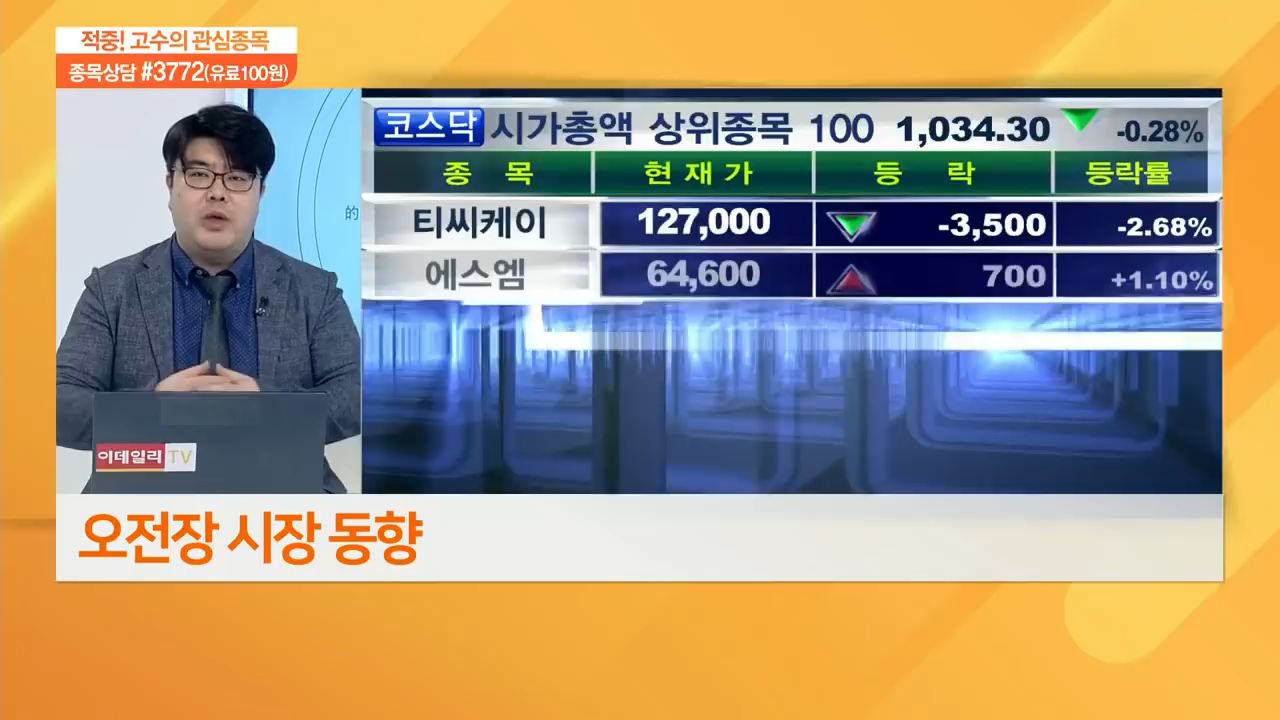 적중! 고수의 관심종목
종목상담 #3772(유료100원)
的
코스닥 시가총액 상위종목 100 1,034.30 -0.28%
종 목 현 재 가 등 락 등락률
티씨케이 127,000 -3,500 -2.68%
에스엠 64,600 700 +1.10%
이데일리 TV
오전장 시장 동향